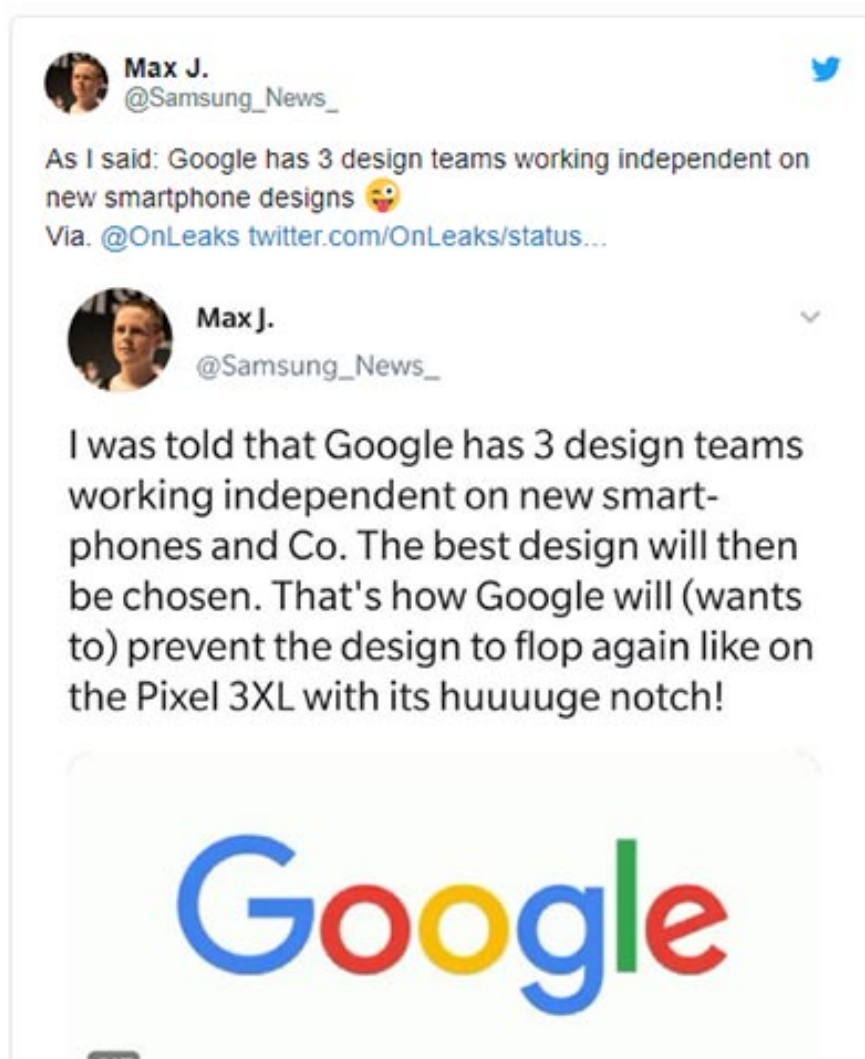 Max J.
@Samsung_News_
As I said: Google has 3 design teams working independent on
new smartphone designs 😜
Via. @OnLeaks twitter.com/OnLeaks/status...
Max J.
@Samsung_News_
I was told that Google has 3 design teams
working independent on new smart-
phones and Co. The best design will then
be chosen. That's how Google will (wants
to) prevent the design to flop again like on
the Pixel 3XL with its huuuuge notch!
Google